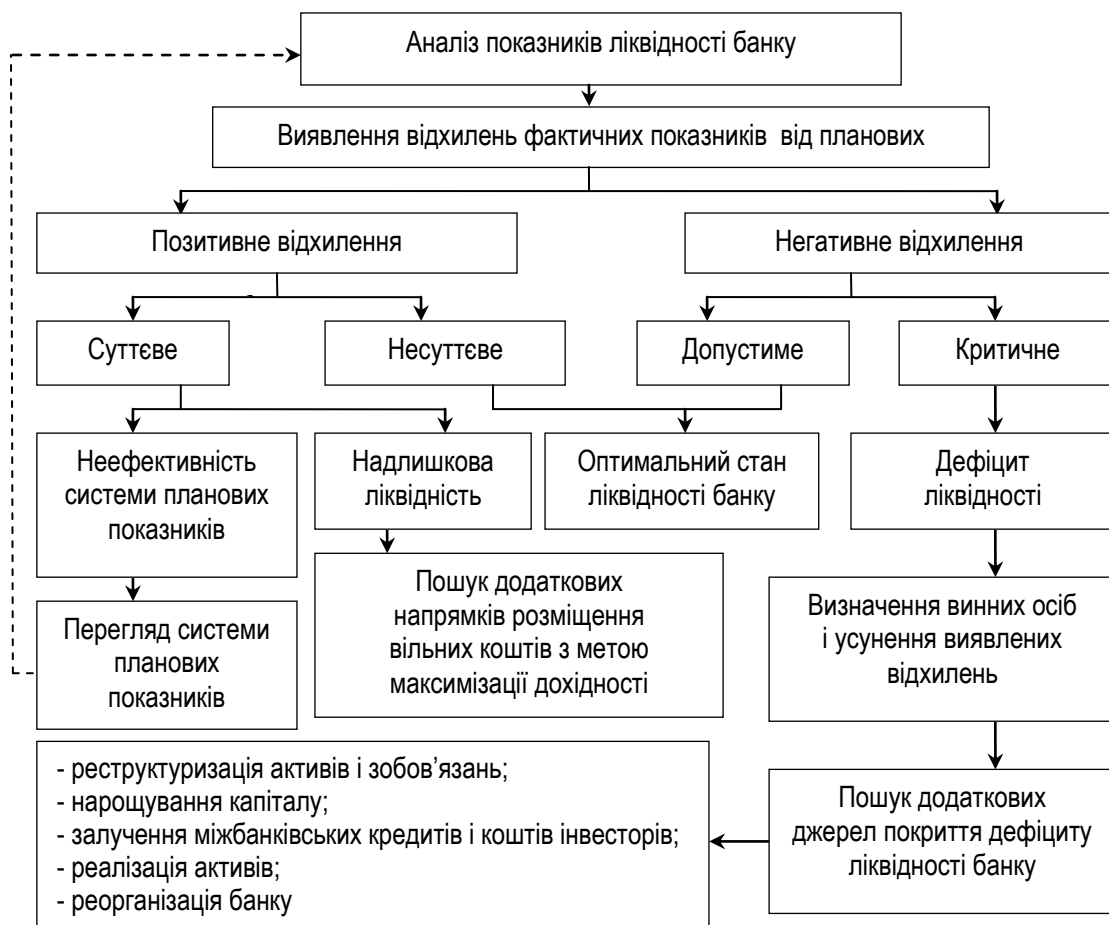 Аналіз показників ліквідності банку
Виявлення відхилень фактичних показників від планових
Позитивне відхилення
Негативне відхилення
Суттєве
Несуттєве
Допустиме
Критичне
Неефективність
системи планових
показників
Надлишкова
ліквідність
Оптимальний стан
ліквідності банку
Дефіцит
ліквідності
Перегляд системи
планових
показників
Пошук додаткових
напрямків розміщення
вільних коштів з метою
максимізації дохідності
Визначення винних осіб
і усунення виявлених
відхилень
- реструктуризація активів і зобов’язань;
- нарощування капіталу;
- залучення міжбанківських кредитів і коштів інвесторів;
- реалізація активів;
- реорганізація банку
Пошук додаткових
джерел покриття дефіциту
ліквідності банку